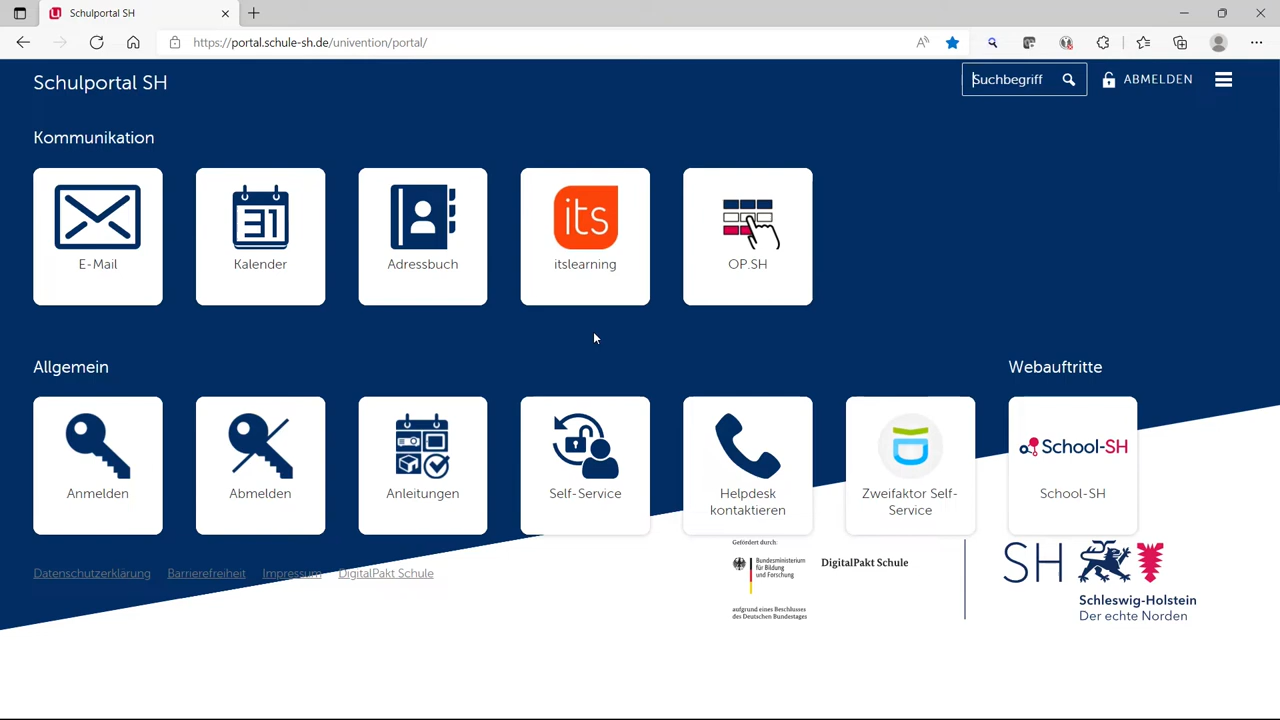 Schulportal SH
https://portal.schule-sh.de/univention/portal/
Schulportal SH
Suchbegriff
ABMELDEN
Kommunikation
31
its
E-Mail
Kalender
Adressbuch
itslearning
OP.SH
Allgemein
Webauftritte
School-SH
Anmelden
Abmelden
Anleitungen
Self-Service
Helpdesk
kontaktieren
Zweifaktor Self-
Service
School-SH
Gefördert durch:
Bundesministerium
für Bildung
und Forschung
DigitalPakt Schule
aufgrund eines Beschlusses
des Deutschen Bundestages
SH
Schleswig-Holstein
Der echte Norden
Datenschutzerklärung
Barrierefreiheit
Impressum
DigitalPakt Schule